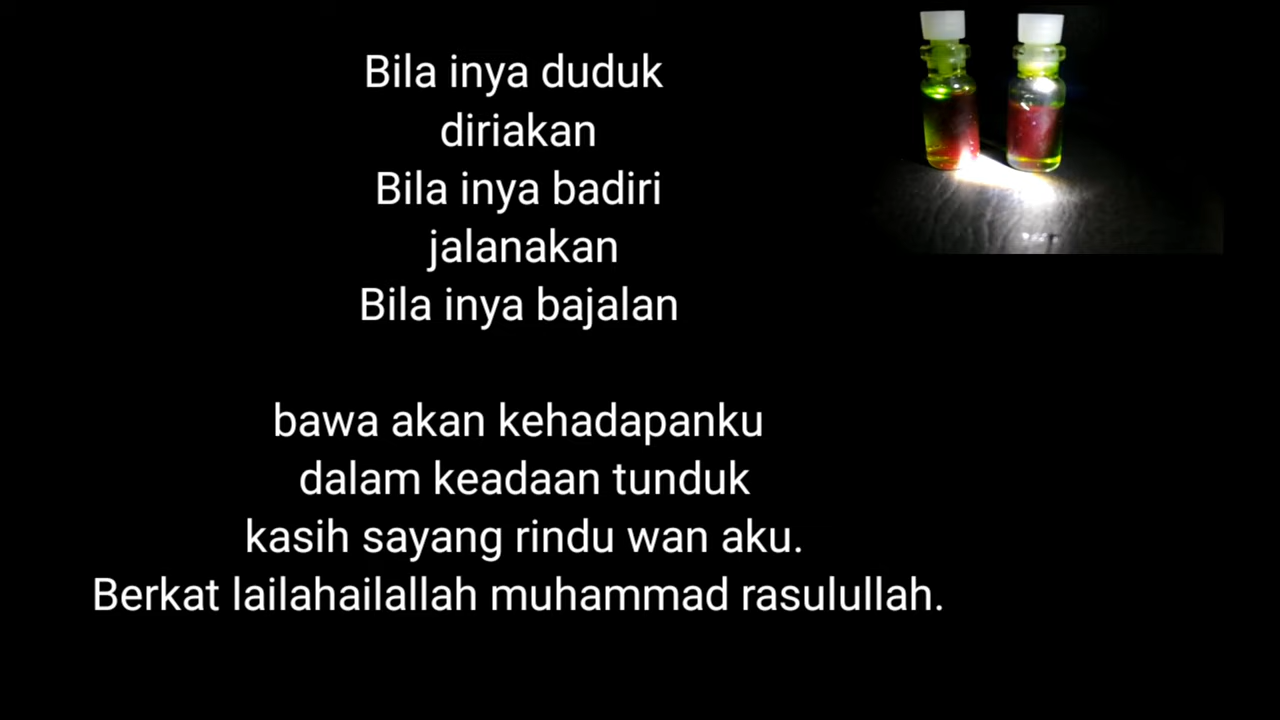 Bila inya duduk
diriakan
Bila inya badiri
jalanakan
Bila inya bajalan
bawa akan kehadapanku
dalam keadaan tunduk
kasih sayang rindu wan aku.
Berkat lailahailallah muhammad rasulullah.